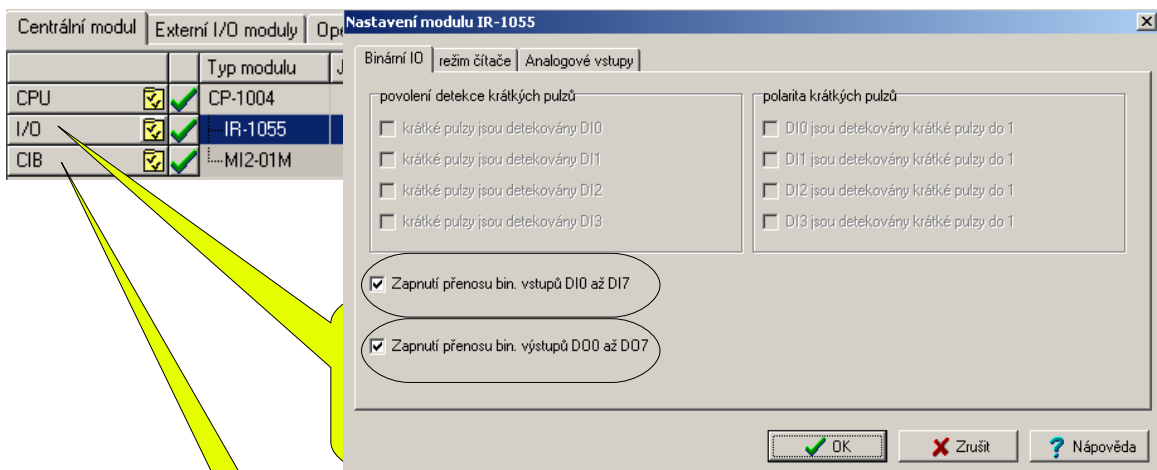 Centrální modul
Externí I/O moduly
Typ modulu
CPU
CP-1004
I/O
IR-1055
CIB
MI2-01M
Nastavení modulu IR-1055
Binární IO
režim čítače
Analogové vstupy
povolení detekce krátkých pulzů
krátké pulzy jsou detekovány DI0
krátké pulzy jsou detekovány DI1
krátké pulzy jsou detekovány DI2
krátké pulzy jsou detekovány DI3
polarita krátkých pulzů
DI0 jsou detekovány krátké pulzy do 1
DI1 jsou detekovány krátké pulzy do 1
DI2 jsou detekovány krátké pulzy do 1
DI3 jsou detekovány krátké pulzy do 1
Zapnutí přenosu bin. vstupů DI0 až DI7
Zapnutí přenosu bin. výstupů DO0 až DO7
OK
Zrušit
Nápověda